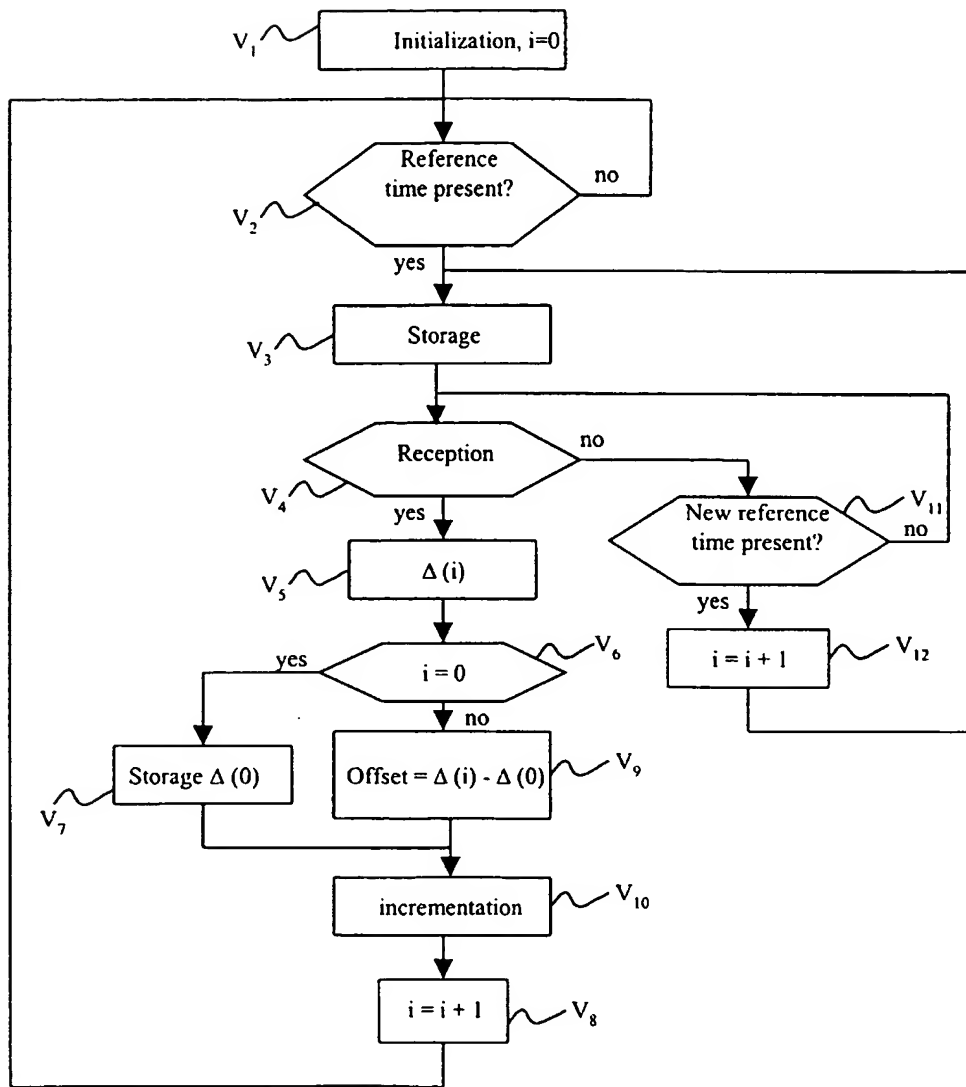 V₁
Initialization, i=0
Reference
time present?
no
V₂
yes
Storage
V₃
Reception
no
V₄
yes
New reference
time present?
V₁₁
no
Δ (i)
V₅
yes
i = i + 1
V₁₂
yes
i = 0
V₆
no
Storage Δ (0)
V₇
Offset = Δ (i) - Δ (0)
V₉
incrementation
V₁₀
i = i + 1
V₈